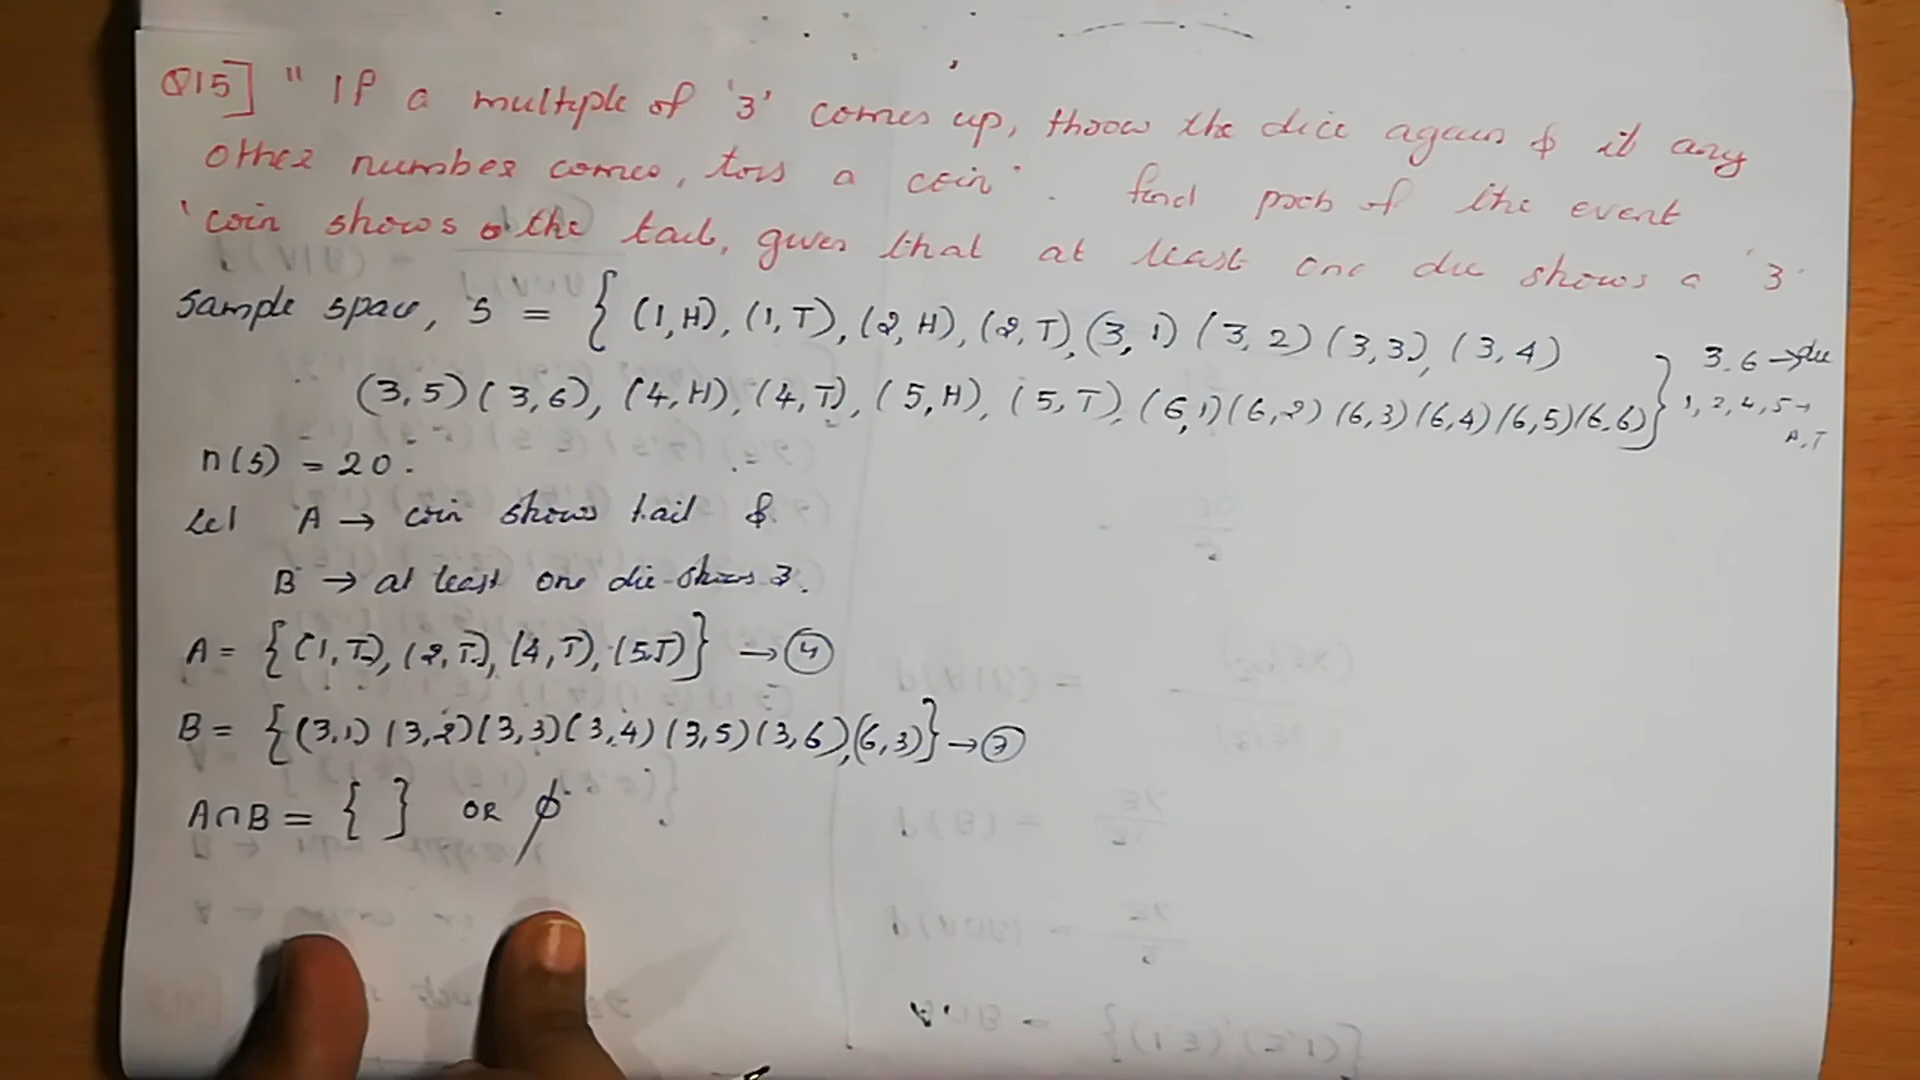 Q15] " If a multiple of '3' comes up, throw the dice again & if any
other number comes, toss a coin". find prob of the event
'coin shows the tail, given that at least one die shows a '3'
Sample space, S = { (1,H), (1,T), (2,H), (2,T), (3,1) (3,2) (3,3), (3,4)
(3,5) (3,6), (4,H), (4,T), (5,H), (5,T), (6,1) (6,2) (6,3) (6,4) (6,5) (6,6) }
3.6 → die
1, 2, 4, 5 →
H,T
n(S) = 20.
Let A → coin shows tail &
B → at least one die shows 3.
A = { (1,T), (2,T), (4,T), (5,T) } → 4
B = { (3,1) (3,2) (3,3) (3,4) (3,5) (3,6), (6,3) } → 7
A∩B = { } OR ϕ